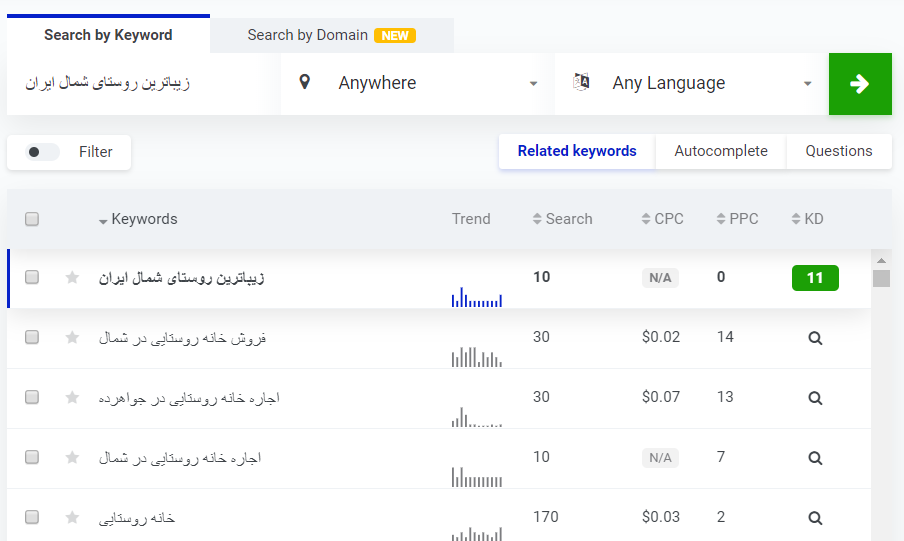 Search by Keyword
Search by Domain NEW
زیباترین روستای شمال ایران
Anywhere
Any Language
Filter
Related keywords
Autocomplete
Questions
Keywords Trend Search CPC PPC KD
زیباترین روستای شمال ایران 10 N/A 0 11
فروش خانه روستایی در شمال 30 $0.02 14
اجاره خانه روستایی در جواهرده 30 $0.07 13
اجاره خانه روستایی در شمال 10 N/A 7
خانه روستایی 170 $0.03 2